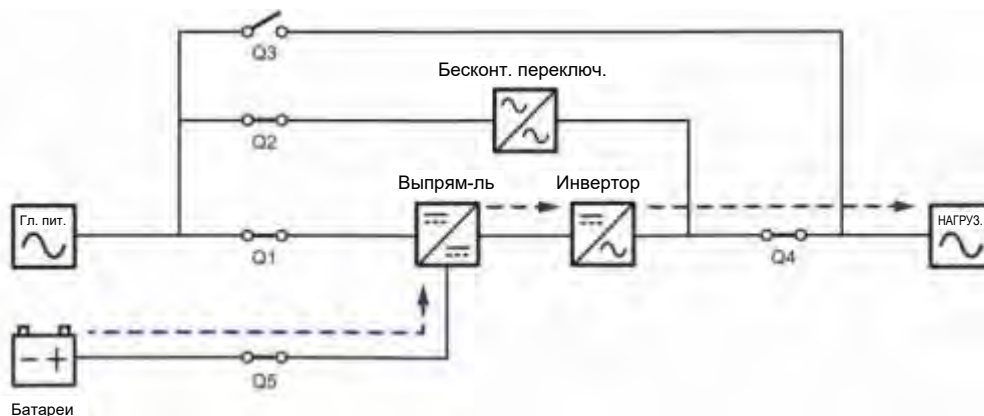 Q3
Бесконт. переключ.
Q2
Выпрям-ль
Инвертор
Гл. пит.
НАГРУЗ.
Q1
Q4
Q5
Батареи